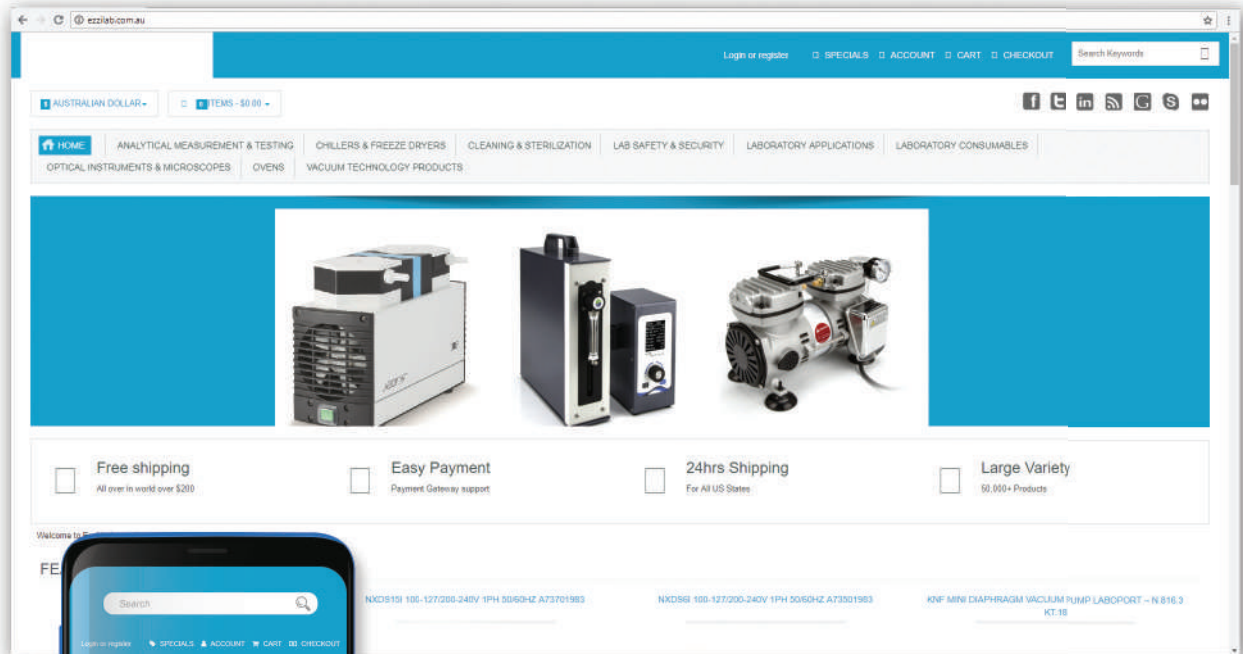 ezzilab.com.au
Login or register SPECIALS ACCOUNT CART CHECKOUT Search Keywords
$ AUSTRALIAN DOLLAR 0 ITEMS - $0.00
HOME ANALYTICAL MEASUREMENT & TESTING CHILLERS & FREEZE DRYERS CLEANING & STERILIZATION LAB SAFETY & SECURITY LABORATORY APPLICATIONS LABORATORY CONSUMABLES
OPTICAL INSTRUMENTS & MICROSCOPES OVENS VACUUM TECHNOLOGY PRODUCTS
Free shipping Easy Payment 24hrs Shipping Large Variety
All over in world over $200 Payment Gateway support For All US States 50,000+ Products
Welcome to
FEA
Search
NXDS15I 100-127/200-240V 1PH 50/60HZ A73701983 NXDS6I 100-127/200-240V 1PH 50/60HZ A73501983 KNF MINI DIAPHRAGM VACUUM PUMP LABOPORT – N 816.3
KT.18
Login or register SPECIALS ACCOUNT CART CHECKOUT